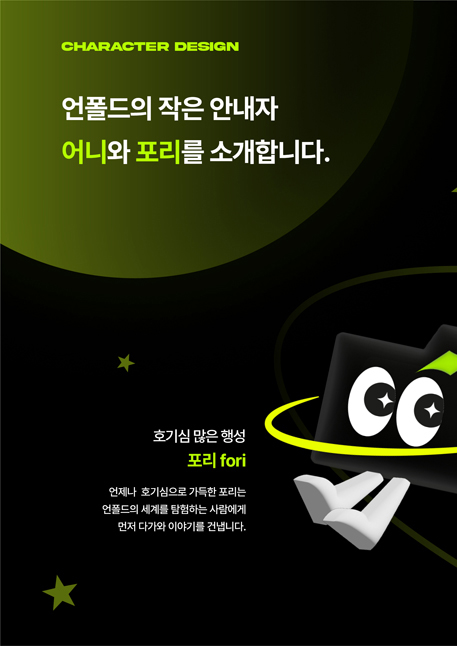 CHARACTER DESIGN
언폴드의 작은 안내자
어니와 포리를 소개합니다.
호기심 많은 행성
포리 fori
언제나 호기심으로 가득한 포리는
언폴드의 세계를 탐험하는 사람에게
먼저 다가와 이야기를 건넵니다.